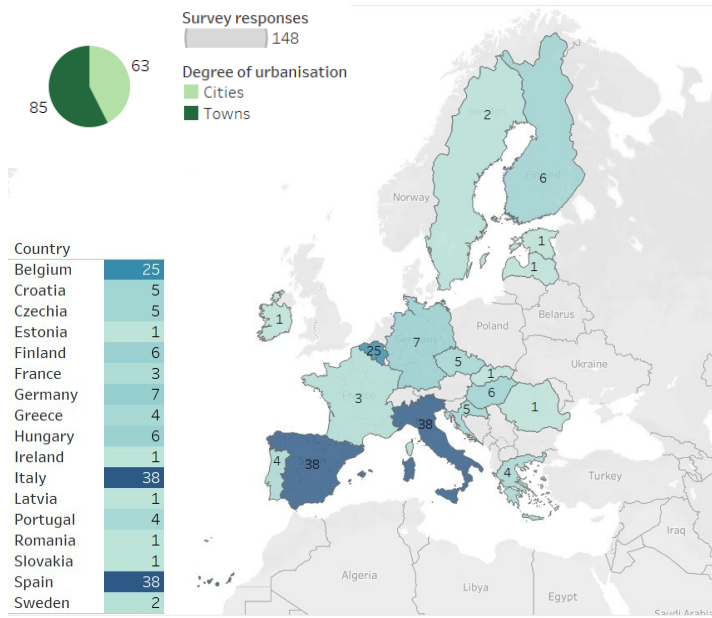 Survey responses
148
63
85
Degree of urbanisation
Cities
Towns
Country
Belgium 25
Croatia 5
Czechia 5
Estonia 1
Finland 6
France 3
Germany 7
Greece 4
Hungary 6
Ireland 1
Italy 38
Latvia 1
Portugal 4
Romania 1
Slovakia 1
Spain 38
Sweden 2
2
6
Norway
1
1
1
Belarus
Poland
7
25
5
Ukraine
1
6
3
1
5
38
4
38
4
Turkey
Iraq
Algeria
Libya
Egypt
Saudi Arabia